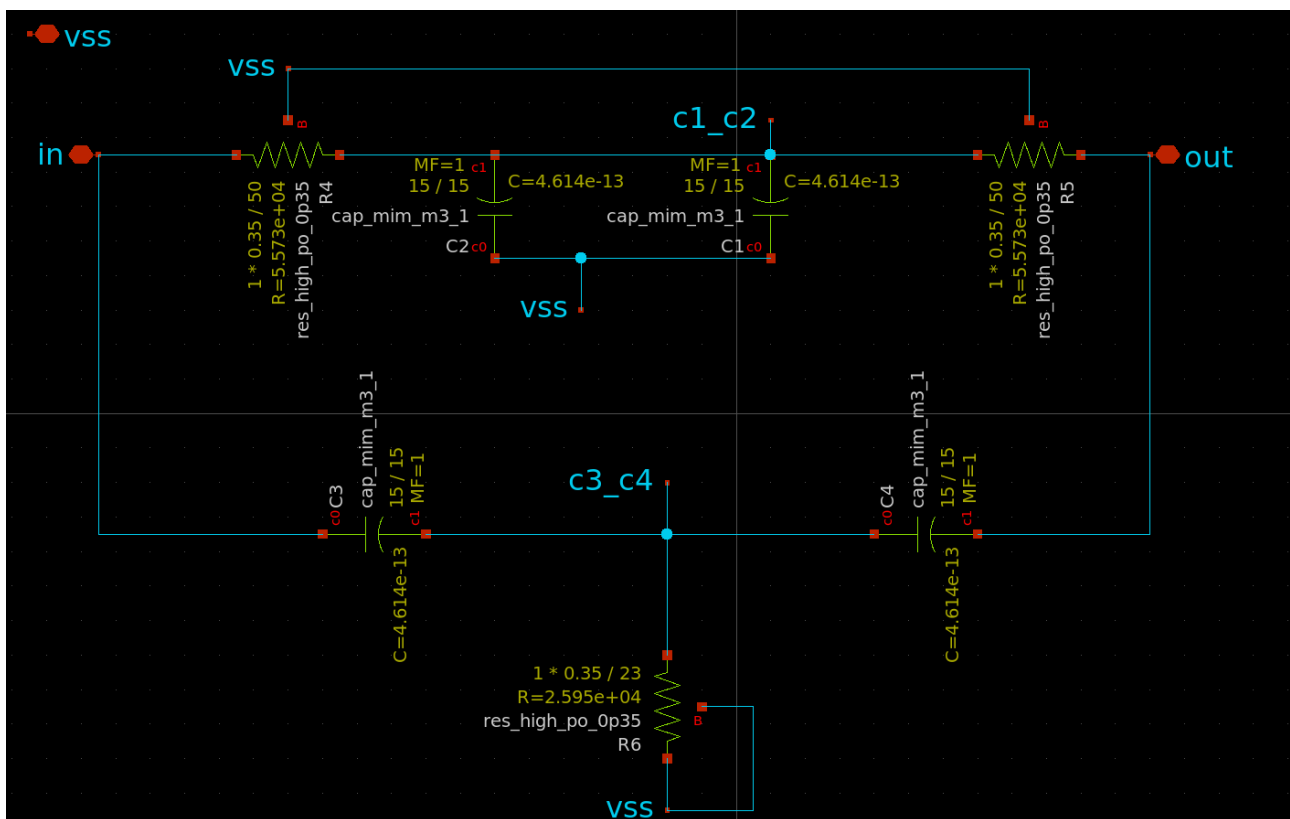 vss
vss
B
in
1 * 0.35 / 50
R=5.573e+04
res_high_po_0p35
R4
MF=1
15 / 15
c1
C=4.614e-13
cap_mim_m3_1
C2
c0
c1_c2
MF=1
15 / 15
c1
C=4.614e-13
cap_mim_m3_1
C1
c0
vss
B
1 * 0.35 / 50
R=5.573e+04
res_high_po_0p35
R5
out
C3
c0
cap_mim_m3_1
15 / 15
MF=1
c1
C=4.614e-13
c3_c4
C4
c0
cap_mim_m3_1
15 / 15
MF=1
c1
C=4.614e-13
1 * 0.35 / 23
R=2.595e+04
res_high_po_0p35
R6
B
vss